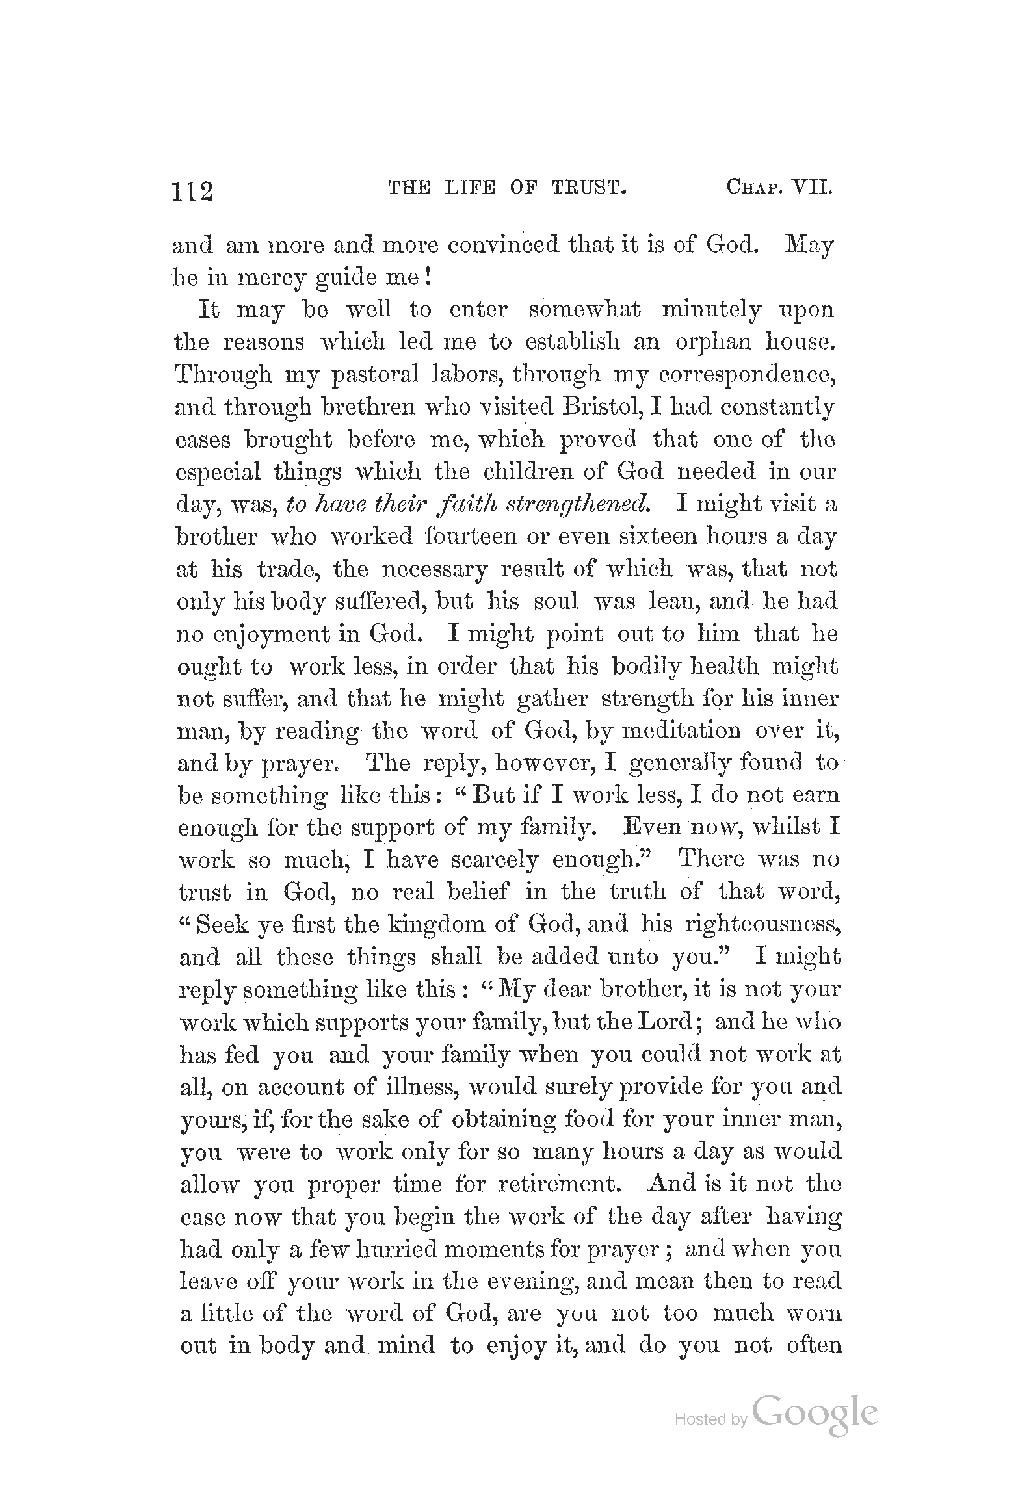 112 THE LIFE OF TRUST. CHAP. VII.
and am more and more convinced that it is of God. May
he in mercy guide me!
It may be well to enter somewhat minutely upon
the reasons which led me to establish an orphan house.
Through my pastoral labors, through my correspondence,
and through brethren who visited Bristol, I had constantly
cases brought before me, which proved that one of the
especial things which the children of God needed in our
day, was, to have their faith strengthened. I might visit a
brother who worked fourteen or even sixteen hours a day
at his trade, the necessary result of which was, that not
only his body suffered, but his soul was lean, and he had
no enjoyment in God. I might point out to him that he
ought to work less, in order that his bodily health might
not suffer, and that he might gather strength for his inner
man, by reading the word of God, by meditation over it,
and by prayer. The reply, however, I generally found to
be something like this: "But if I work less, I do not earn
enough for the support of my family. Even now, whilst I
work so much, I have scarcely enough." There was no
trust in God, no real belief in the truth of that word,
"Seek ye first the kingdom of God, and his righteousness,
and all these things shall be added unto you." I might
reply something like this: "My dear brother, it is not your
work which supports your family, but the Lord; and he who
has fed you and your family when you could not work at
all, on account of illness, would surely provide for you and
yours, if, for the sake of obtaining food for your inner man,
you were to work only for so many hours a day as would
allow you proper time for retirement. And is it not the
case now that you begin the work of the day after having
had only a few hurried moments for prayer; and when you
leave off your work in the evening, and mean then to read
a little of the word of God, are you not too much worn
out in body and mind to enjoy it, and do you not often
Hosted by Google